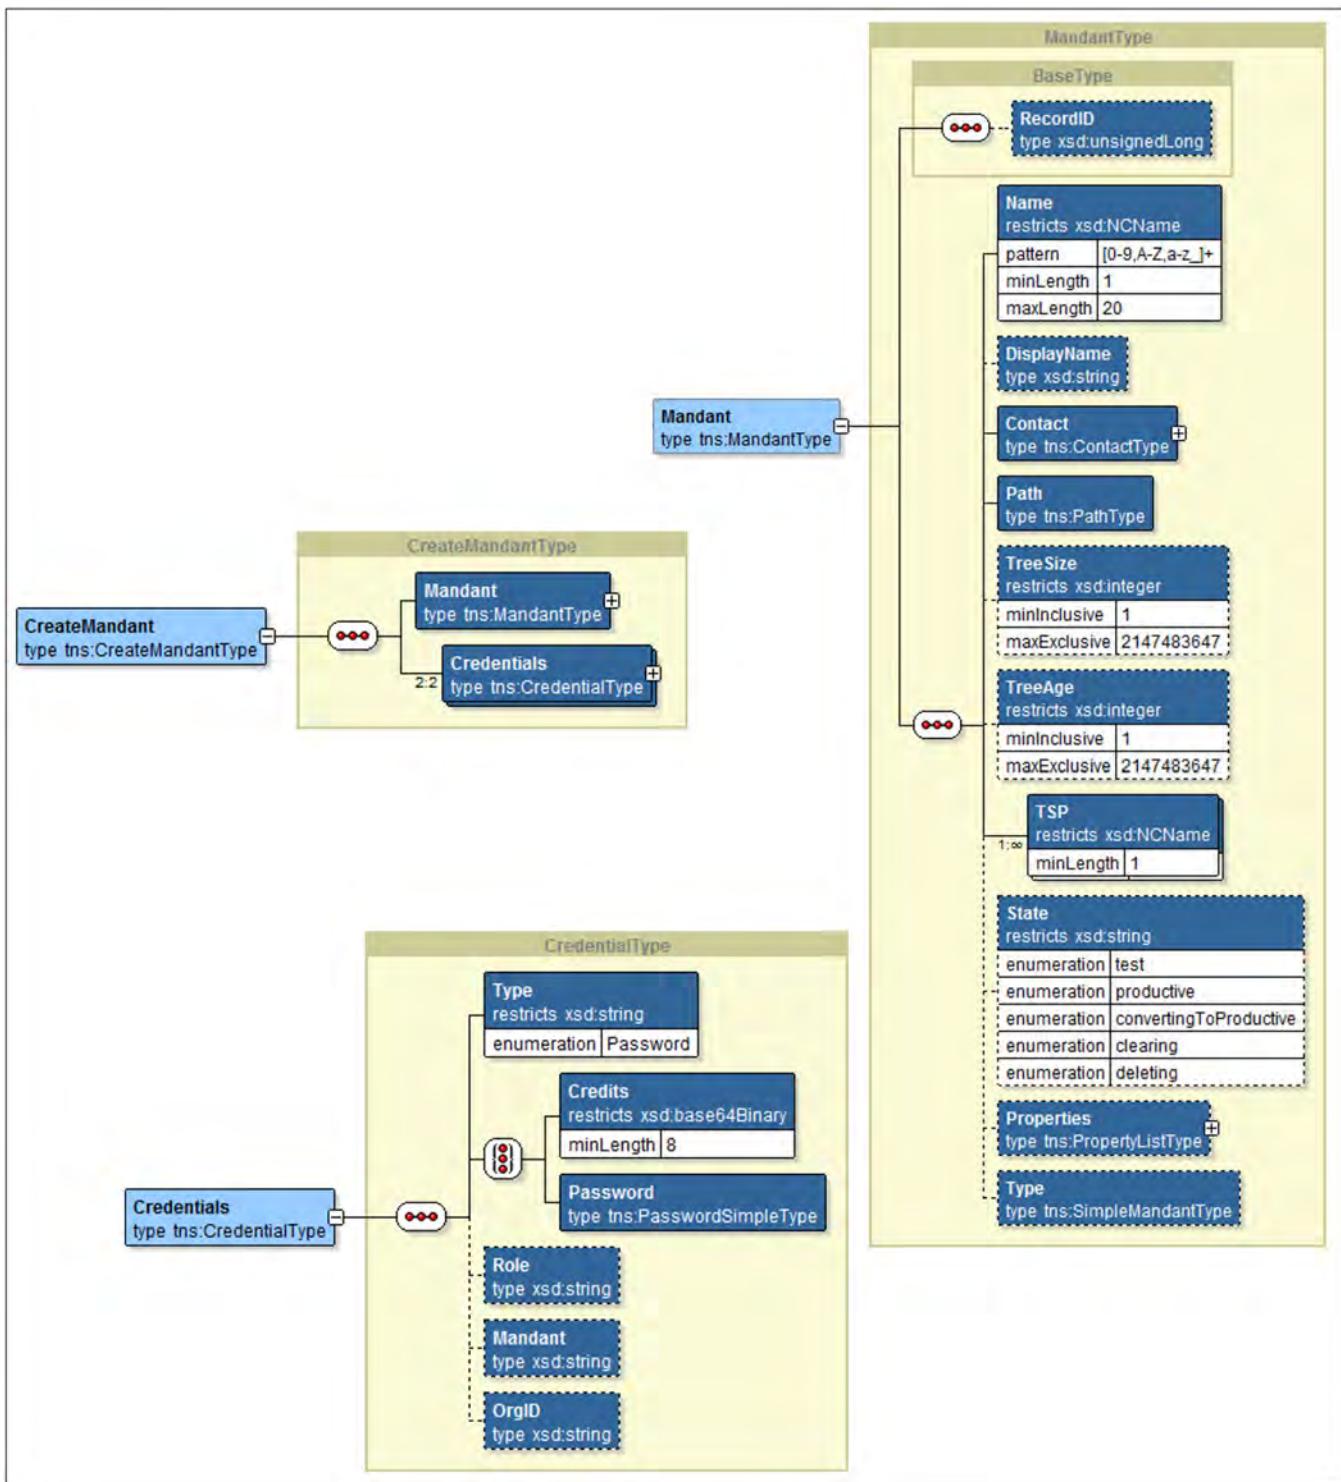 MandantType
BaseType
RecordID
type xsd:unsignedLong
Name
restricts xsd:NCName
pattern [0-9,A-Z,a-z_]+
minLength 1
maxLength 20
DisplayName
type xsd:string
Contact
type tns:ContactType
Path
type tns:PathType
TreeSize
restricts xsd:integer
minInclusive 1
maxExclusive 2147483647
TreeAge
restricts xsd:integer
minInclusive 1
maxExclusive 2147483647
TSP
restricts xsd:NCName
1:∞
minLength 1
State
restricts xsd:string
enumeration test
enumeration productive
enumeration convertingToProductive
enumeration clearing
enumeration deleting
Properties
type tns:PropertyListType
Type
type tns:SimpleMandantType
Mandant
type tns:MandantType
CreateMandantType
Mandant
type tns:MandantType
Credentials
2:2
type tns:CredentialType
CreateMandant
type tns:CreateMandantType
CredentialType
Type
restricts xsd:string
enumeration Password
Credits
restricts xsd:base64Binary
minLength 8
Password
type tns:PasswordSimpleType
Role
type xsd:string
Mandant
type xsd:string
OrgID
type xsd:string
Credentials
type tns:CredentialType